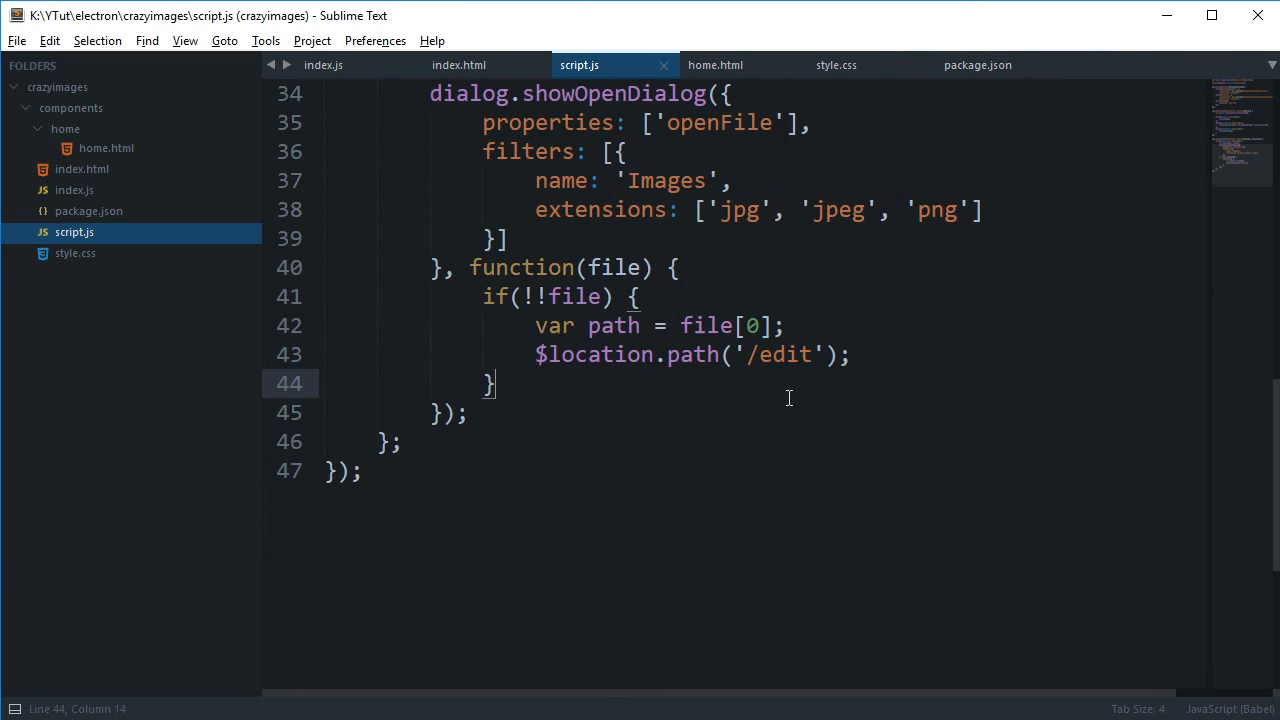 K:\YTut\electron\crazyimages\script.js (crazyimages) - Sublime Text
File Edit Selection Find View Goto Tools Project Preferences Help
FOLDERS
crazyimages
components
home
home.html
index.html
index.js
package.json
script.js
style.css
index.js index.html script.js home.html style.css package.json
34 dialog.showOpenDialog({
35 properties: ['openFile'],
36 filters: [{
37 name: 'Images',
38 extensions: ['jpg', 'jpeg', 'png']
39 }]
40 }, function(file) {
41 if(!!file) {
42 var path = file[0];
43 $location.path('/edit');
44 }
45 });
46 };
47 });
Line 44, Column 14 Tab Size: 4 JavaScript (Babel)